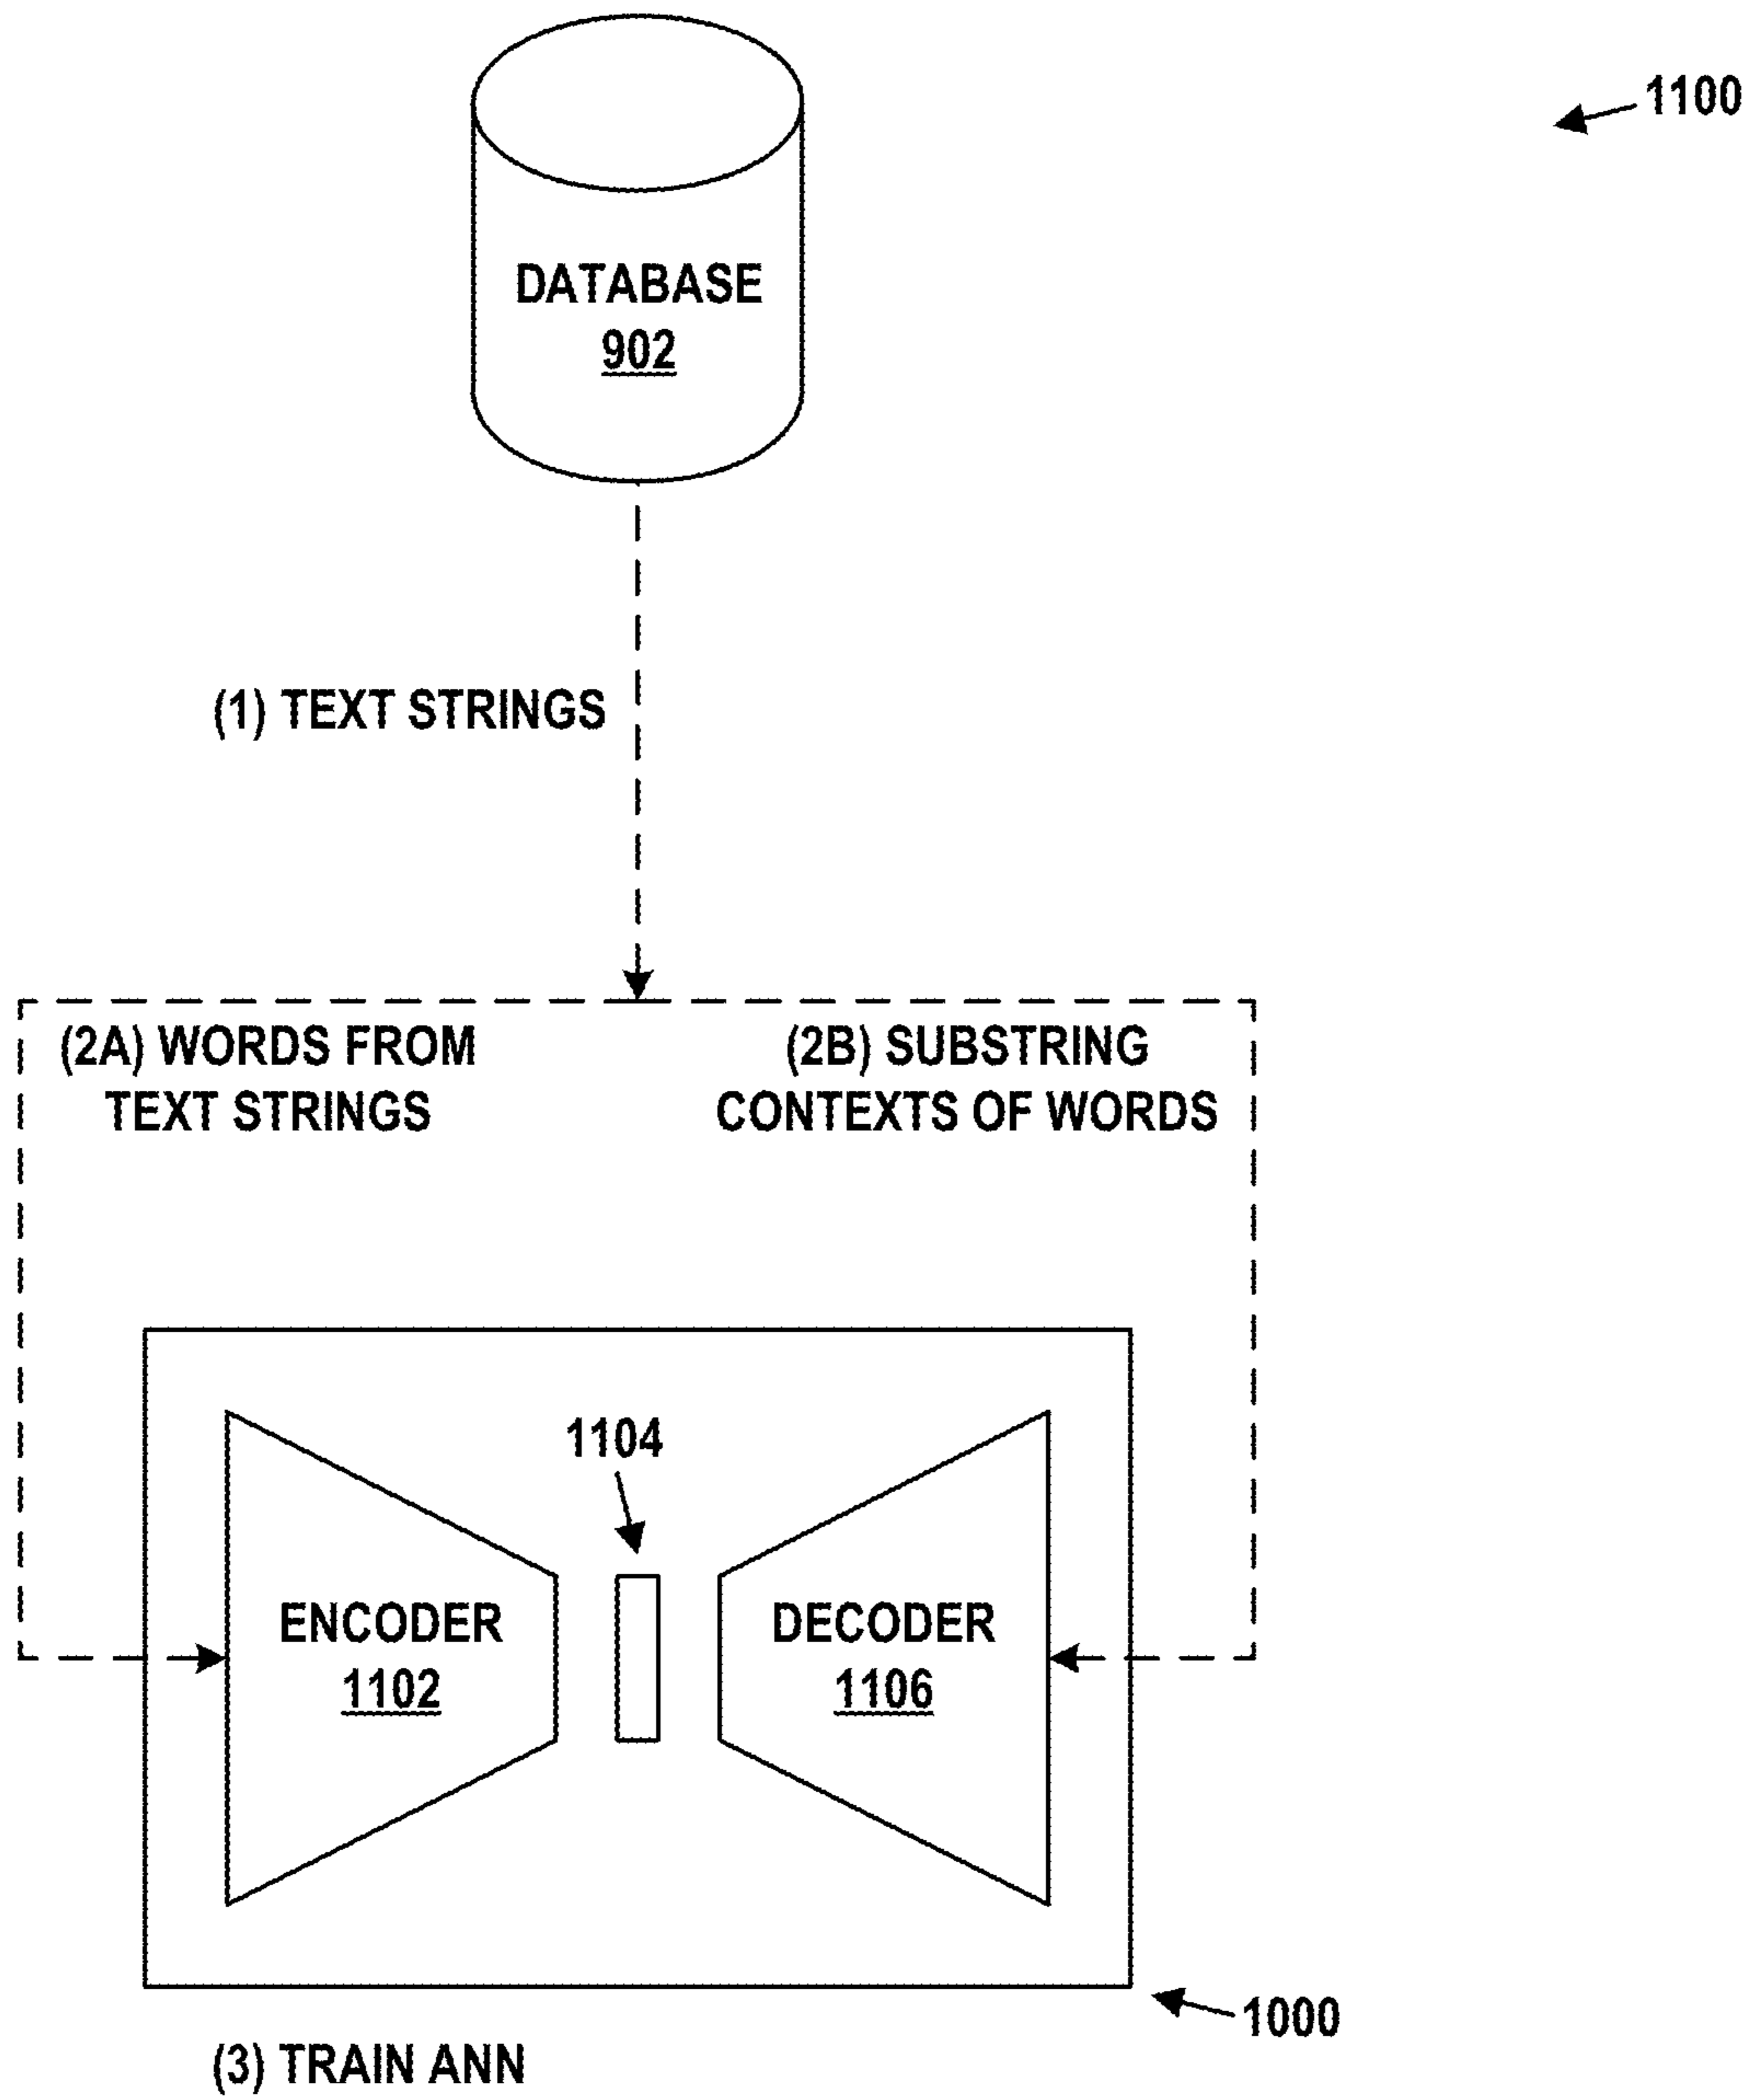 1100
DATABASE
902
(1) TEXT STRINGS
(2A) WORDS FROM
TEXT STRINGS
(2B) SUBSTRING
CONTEXTS OF WORDS
1104
ENCODER
1102
DECODER
1106
1000
(3) TRAIN ANN